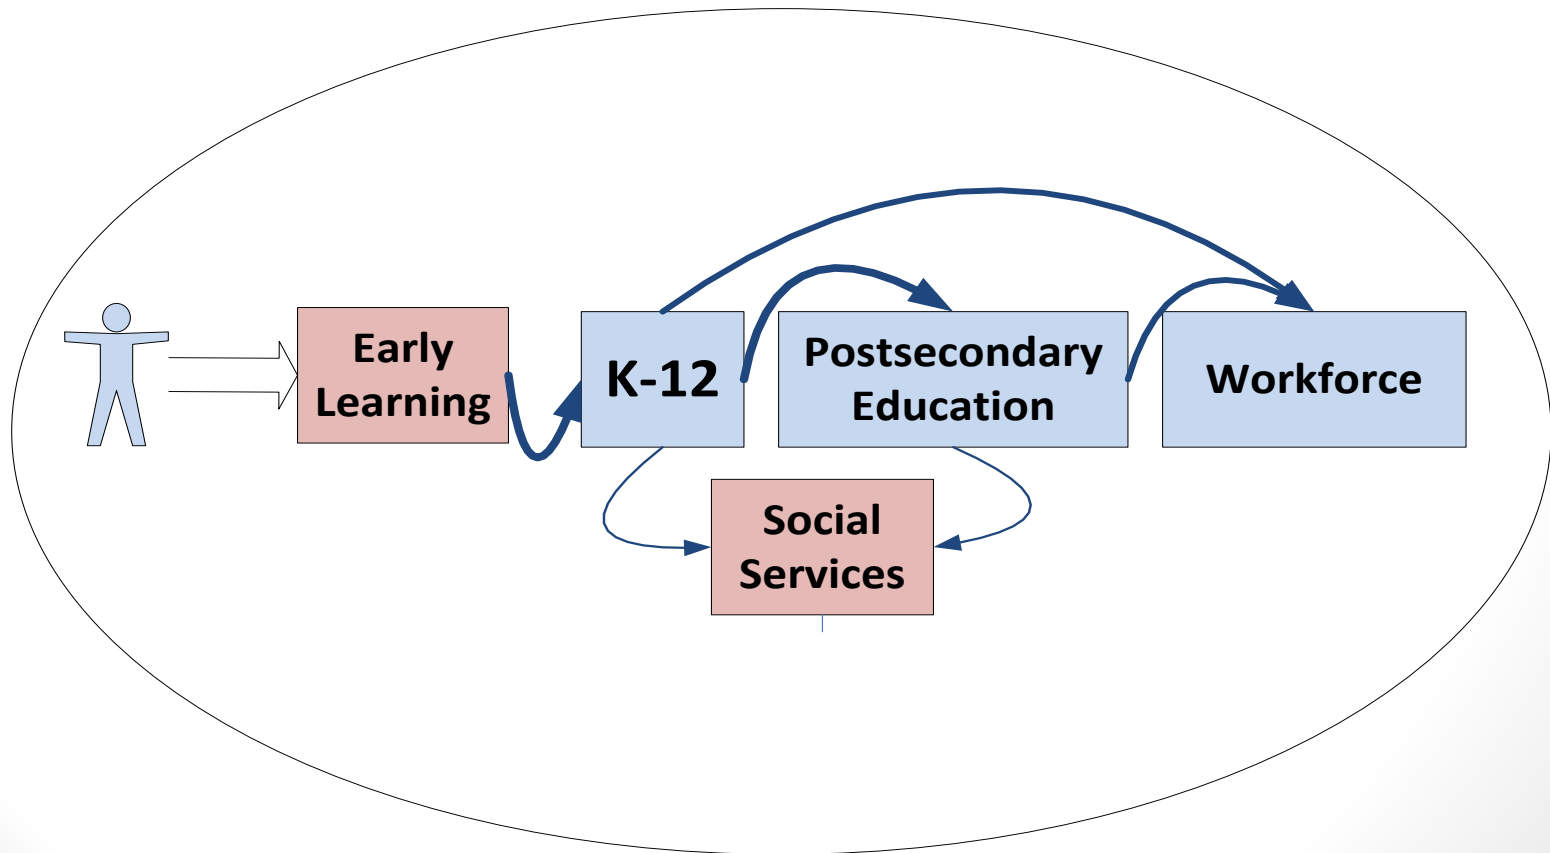 Early
Learning
K-12
Postsecondary
Education
Workforce
Social
Services